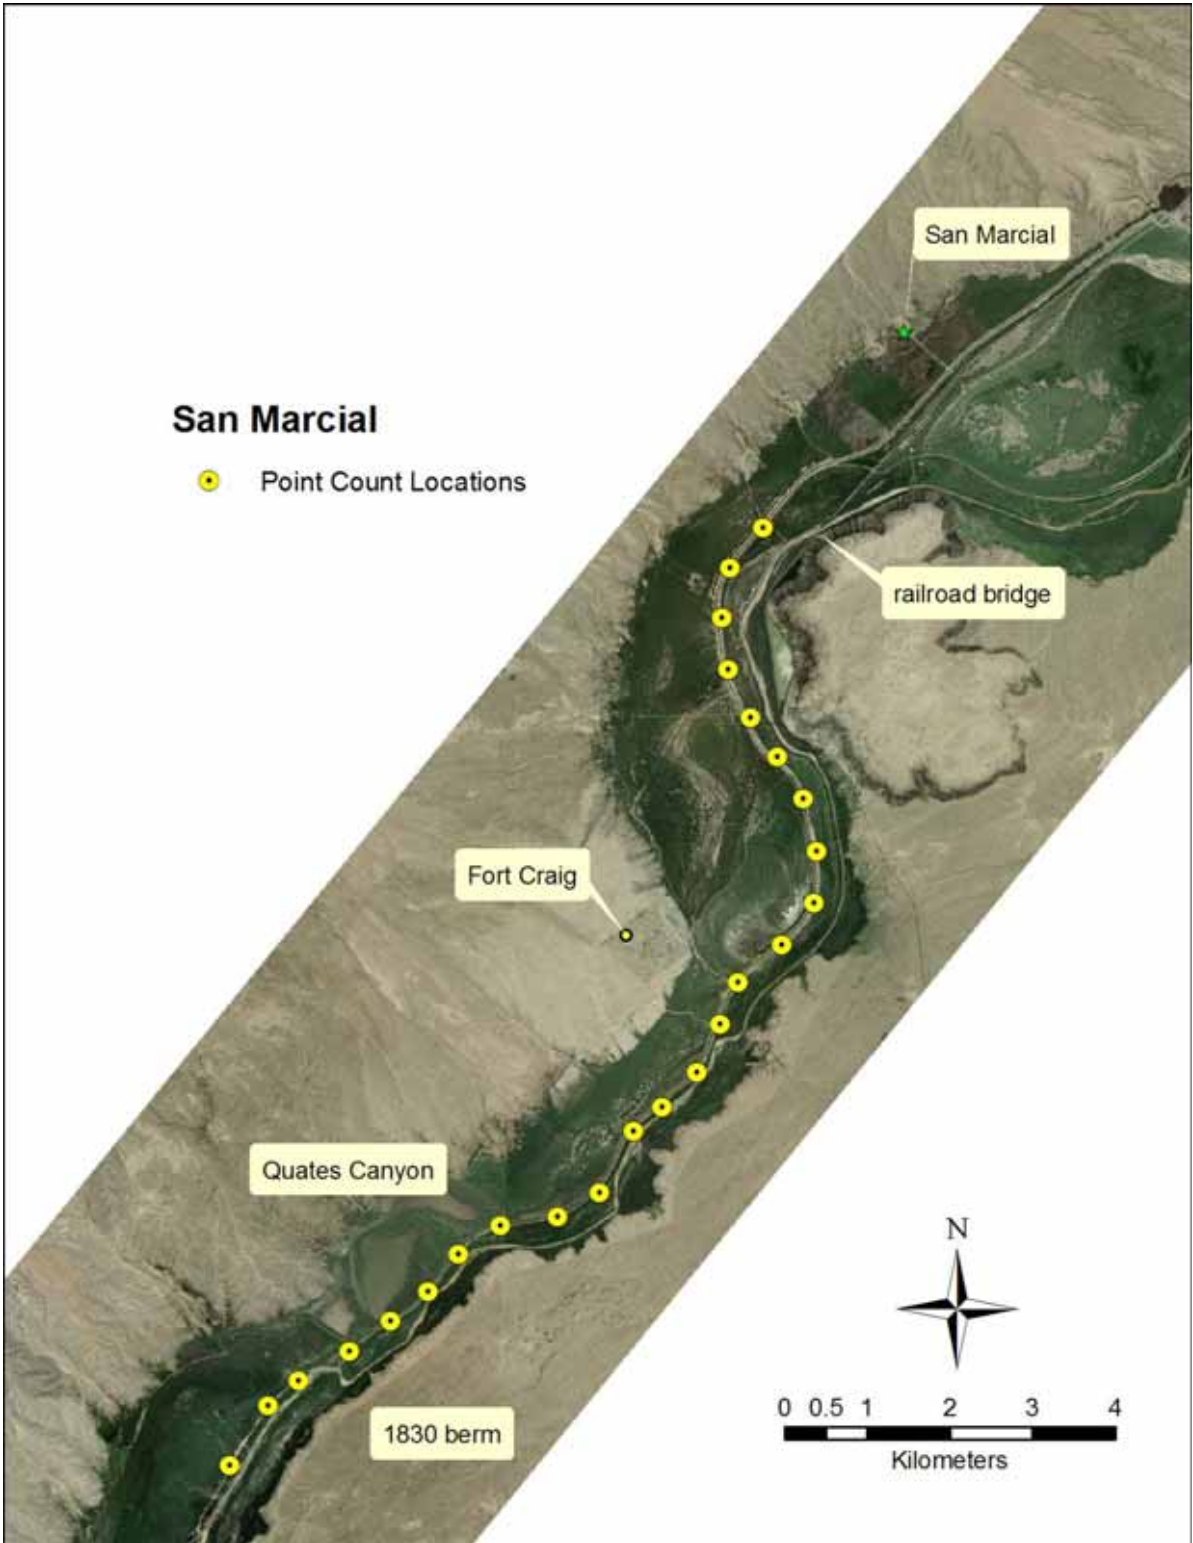 San Marcial
San Marcial
Point Count Locations
railroad bridge
Fort Craig
Quates Canyon
N
1830 berm
0 0.5 1 2 3 4
Kilometers